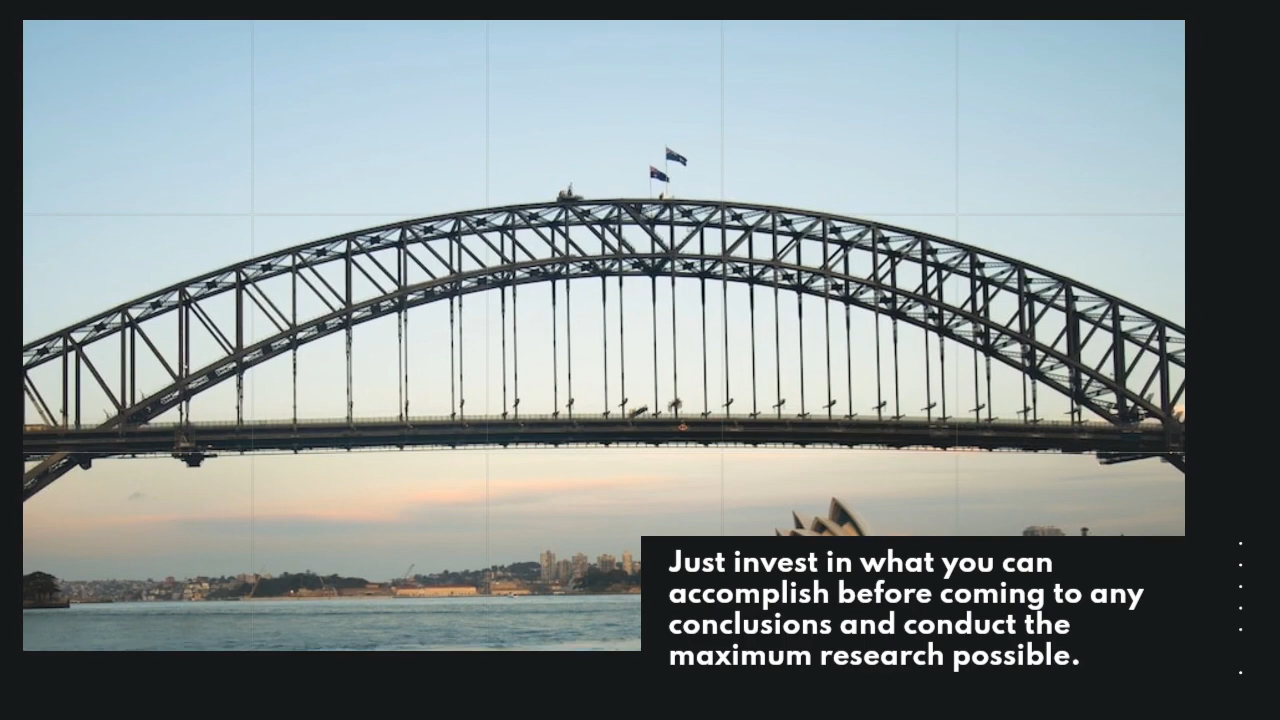 Just invest in what you can
accomplish before coming to any
conclusions and conduct the
maximum research possible.